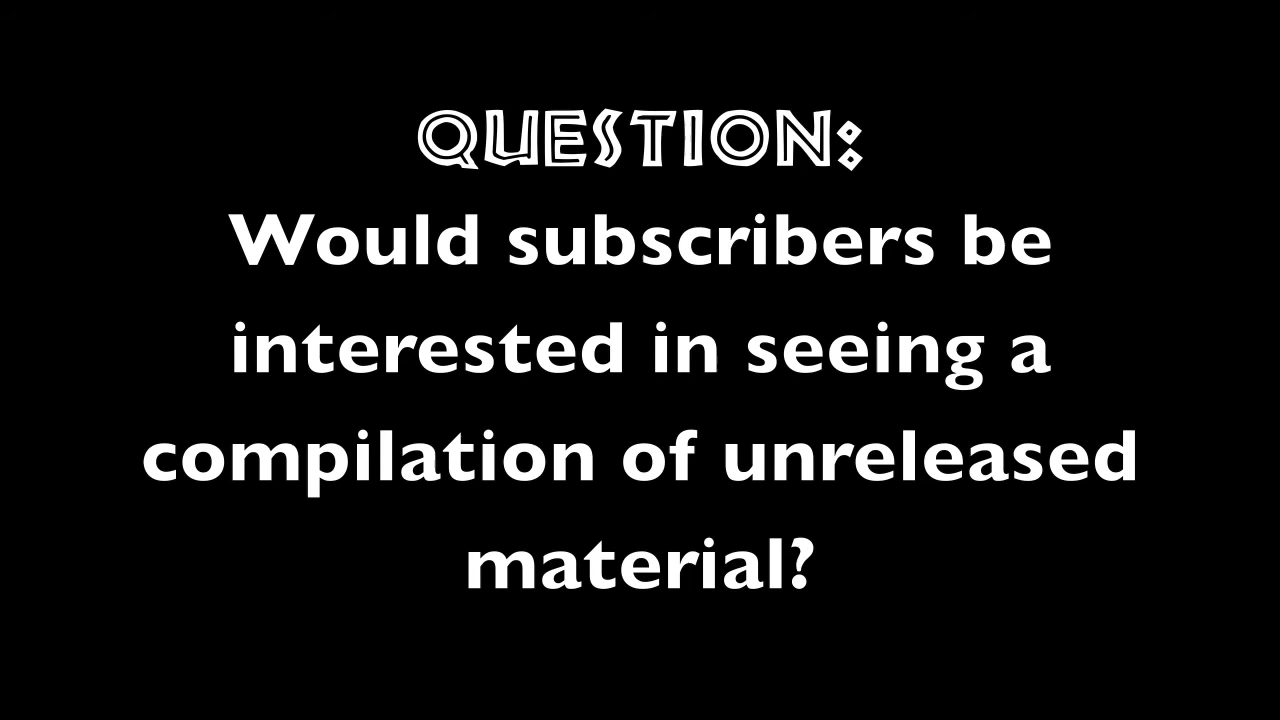 QUESTION:
Would subscribers be
interested in seeing a
compilation of unreleased
material?